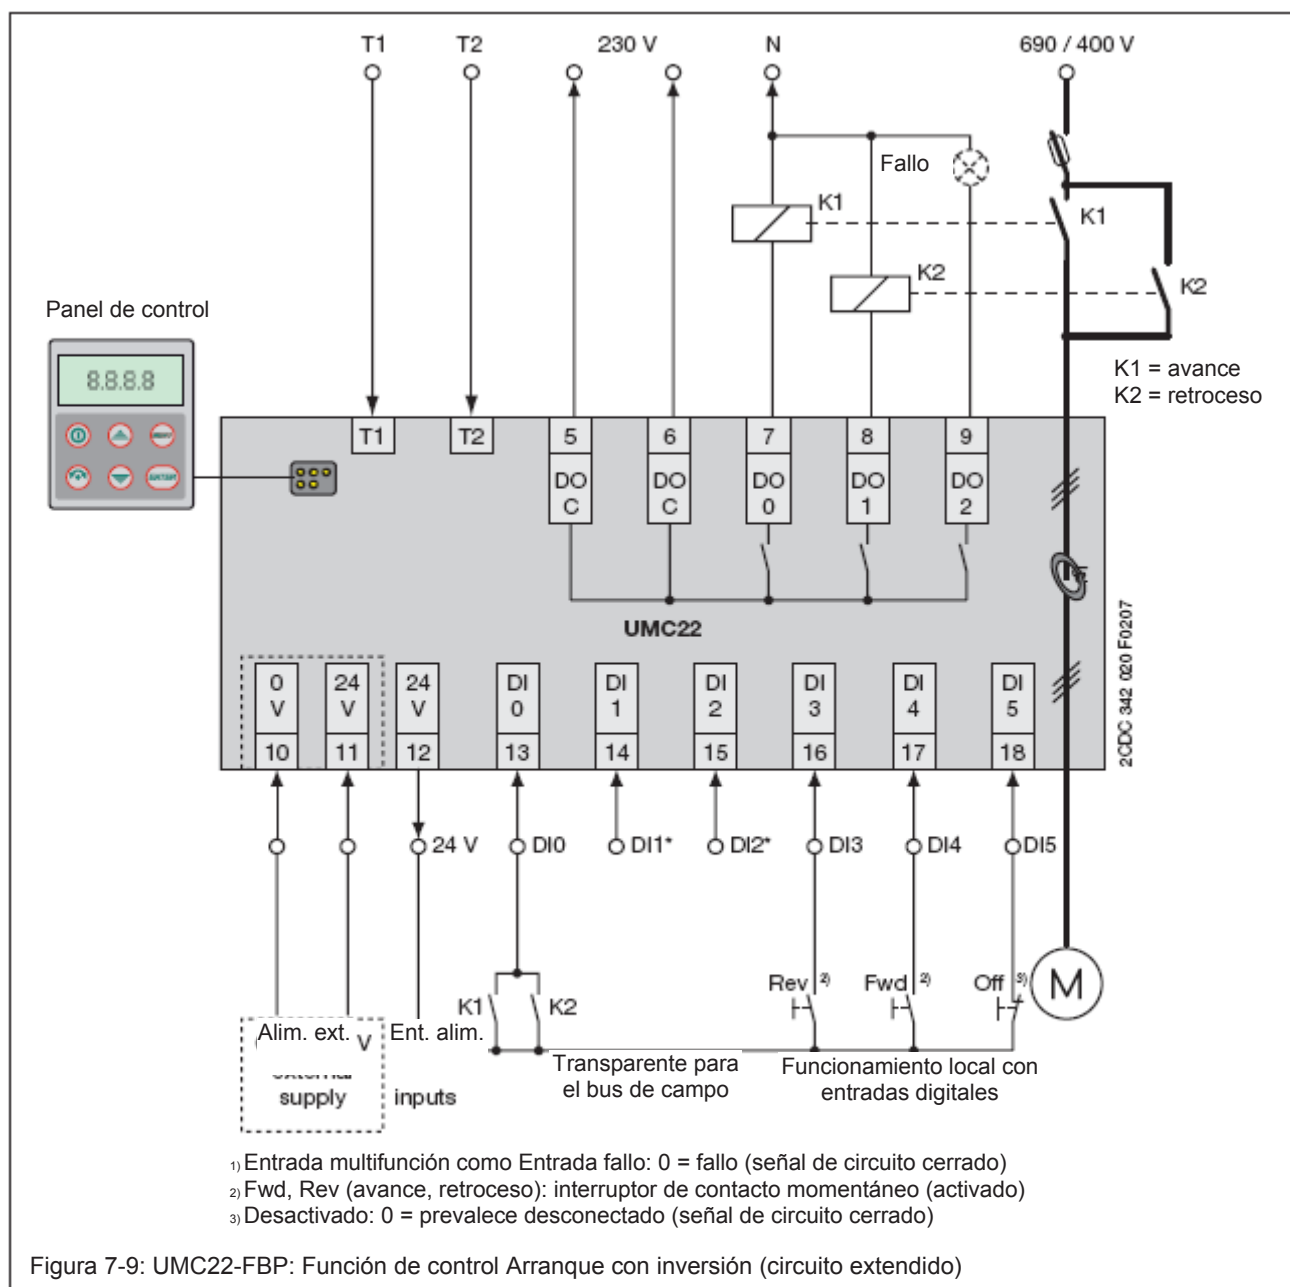 T1 T2 230 V N 690 / 400 V
Fallo
K1 K1
K2 K2
Panel de control
8.8.8.8
K1 = avance
K2 = retroceso
T1 T2 5 6 7 8 9
DO DO DO DO DO
C C 0 1 2
UMC22
2CDC 342 020 F0207
0 24 24 DI DI DI DI DI DI
V V V 0 1 2 3 4 5
10 11 12 13 14 15 16 17 18
24 V DI0 DI1* DI2* DI3 DI4 DI5
Rev 2) Fwd 2) Off 3) M
K1 K2
Alim. ext. V Ent. alim.
Transparente para
el bus de campo
Funcionamiento local con
entradas digitales
supply inputs
1) Entrada multifunción como Entrada fallo: 0 = fallo (señal de circuito cerrado)
2) Fwd, Rev (avance, retroceso): interruptor de contacto momentáneo (activado)
3) Desactivado: 0 = prevalece desconectado (señal de circuito cerrado)
Figura 7-9: UMC22-FBP: Función de control Arranque con inversión (circuito extendido)